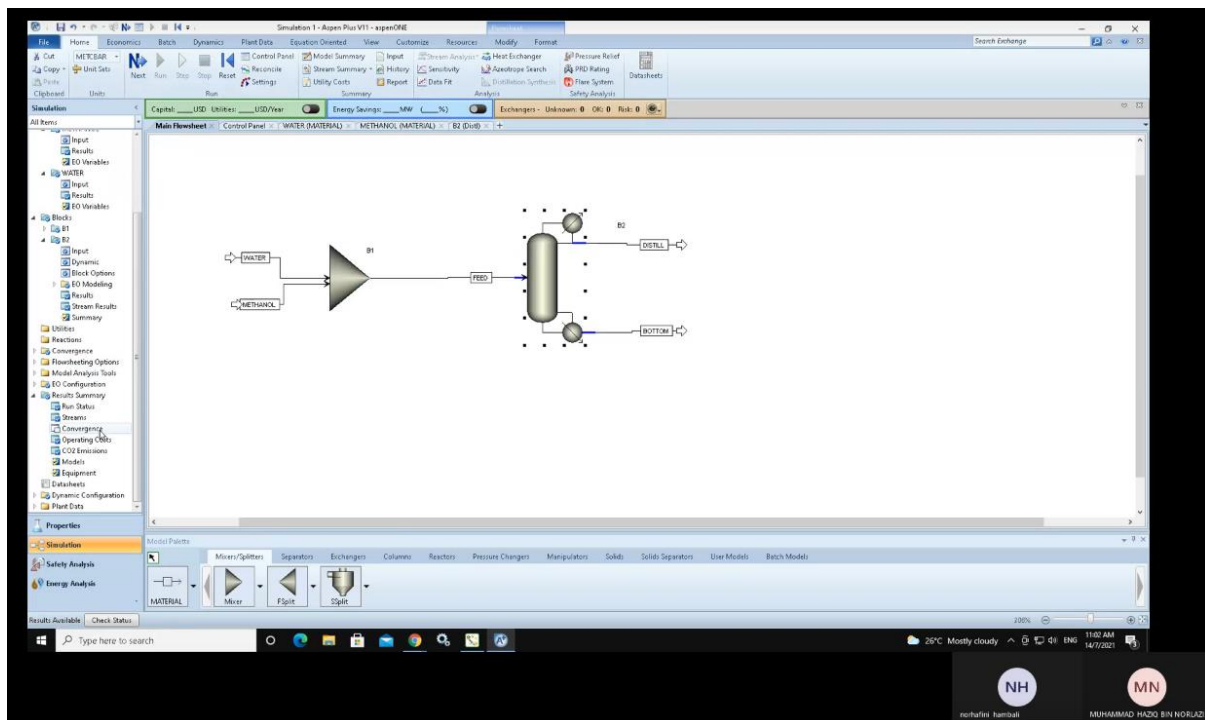 Simulation 1 - Aspen Plus V11 - aspenONE
File Home Economics Batch Dynamics Plant Data Equation Oriented View Customize Resources Modify Format Search Exchange
Cut METCBAR Control Panel Model Summary Input Stream Analysis Heat Exchanger Pressure Relief
Copy Unit Sets Next Run Step Stop Reset Reconcile Stream Summary History Sensitivity Azeotrope Search PRD Rating Datasheets
Paste Settings Utility Costs Report Data Fit Distillation Synthesis Flare System
Clipboard Units Run Summary Analysis Safety Analysis
Simulation
Capital: ____USD Utilities: ____USD/Year Energy Savings: ____MW (____%) Exchangers - Unknown: 0 OK: 0 Risk: 0
All Items
Main Flowsheet Control Panel WATER (MATERIAL) METHANOL (MATERIAL) B2 (Distl) +
Input
Results
EO Variables
WATER
Input
Results
EO Variables
Blocks
B1
B2
Input
Dynamic
Block Options
EO Modeling
Results
Stream Results
Summary
Utilities
Reactions
Convergence
Flowsheeting Options
Model Analysis Tools
EO Configuration
Results Summary
Run Status
Streams
Convergence
Operating Costs
CO2 Emissions
Models
Equipment
Datasheets
Dynamic Configuration
Plant Data
Properties
Simulation
Safety Analysis
Energy Analysis
B2
DISTILL
WATER
B1
FEED
METHANOL
BOTTOM
Model Palette
Mixers/Splitters Separators Exchangers Columns Reactors Pressure Changers Manipulators Solids Solids Separators User Models Batch Models
MATERIAL Mixer FSplit SSplit
Results Available Check Status
208%
Type here to search
26°C Mostly cloudy ENG 11:02 AM
14/7/2021
3
NH
norhafini hambali
MN
MUHAMMAD HAZIQ BIN NORLAZI